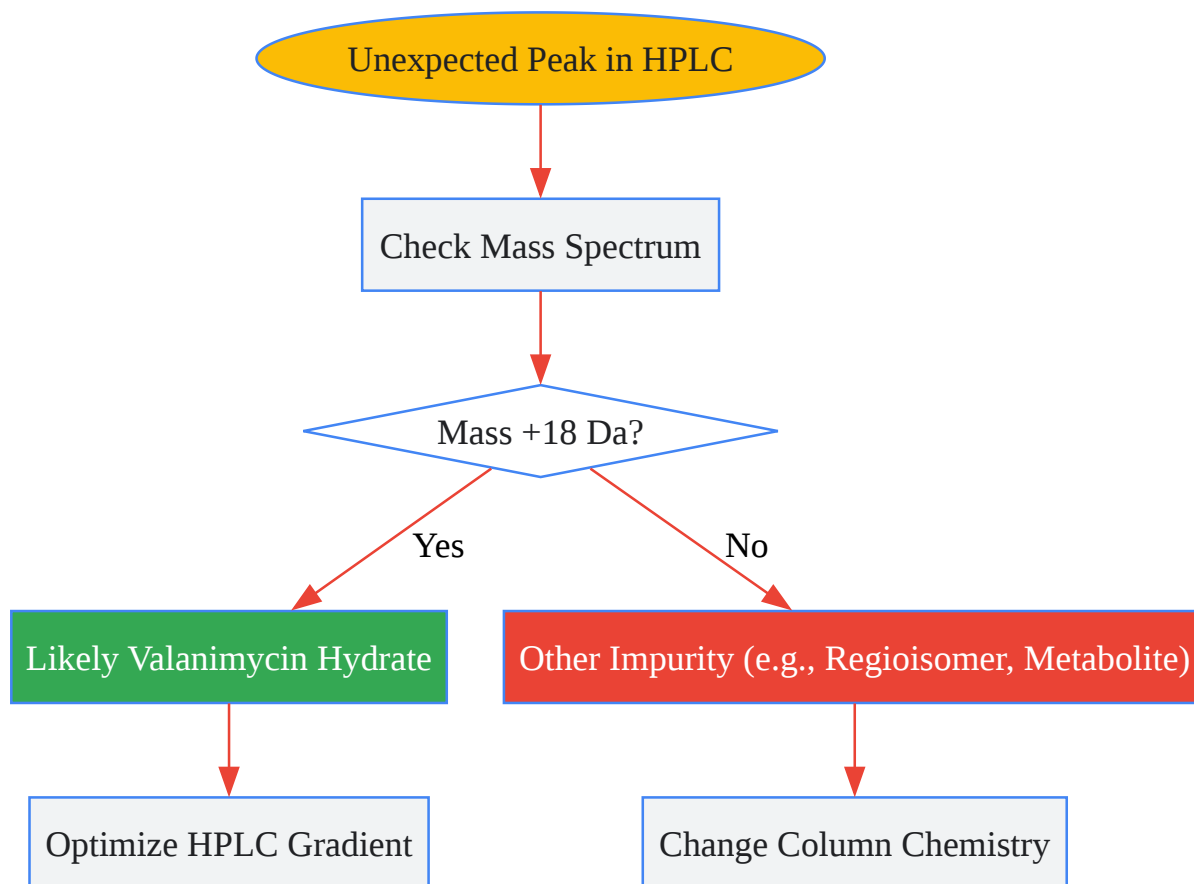 Unexpected Peak in HPLC
Check Mass Spectrum
Mass +18 Da?
Yes
No
Likely Valanimycin Hydrate
Other Impurity (e.g., Regioisomer, Metabolite)
Optimize HPLC Gradient
Change Column Chemistry